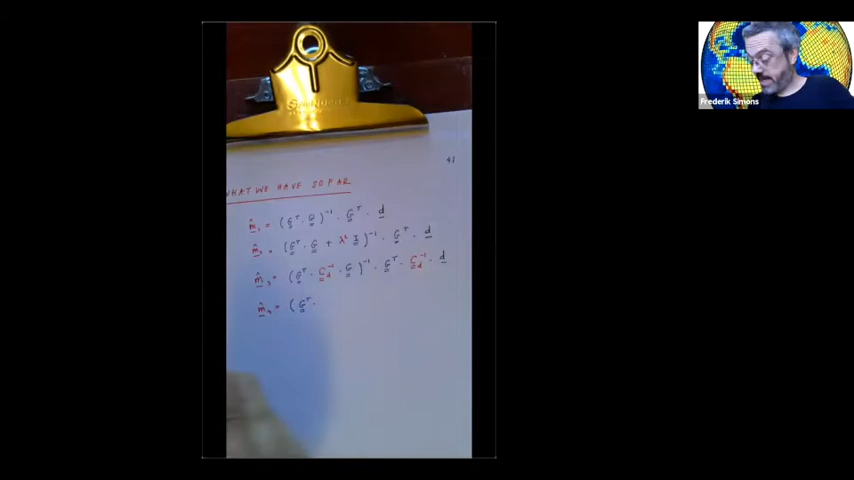 41
WHAT WE HAVE SO FAR
m̂₁ = (Gᵀ · G)⁻¹ · Gᵀ · d
m̂₂ = (Gᵀ · G + λ² I)⁻¹ · Gᵀ · d
m̂₃ = (Gᵀ · C_d⁻¹ · G)⁻¹ · Gᵀ · C_d⁻¹ · d
m̂₄ = (Gᵀ ·
Frederik Simons